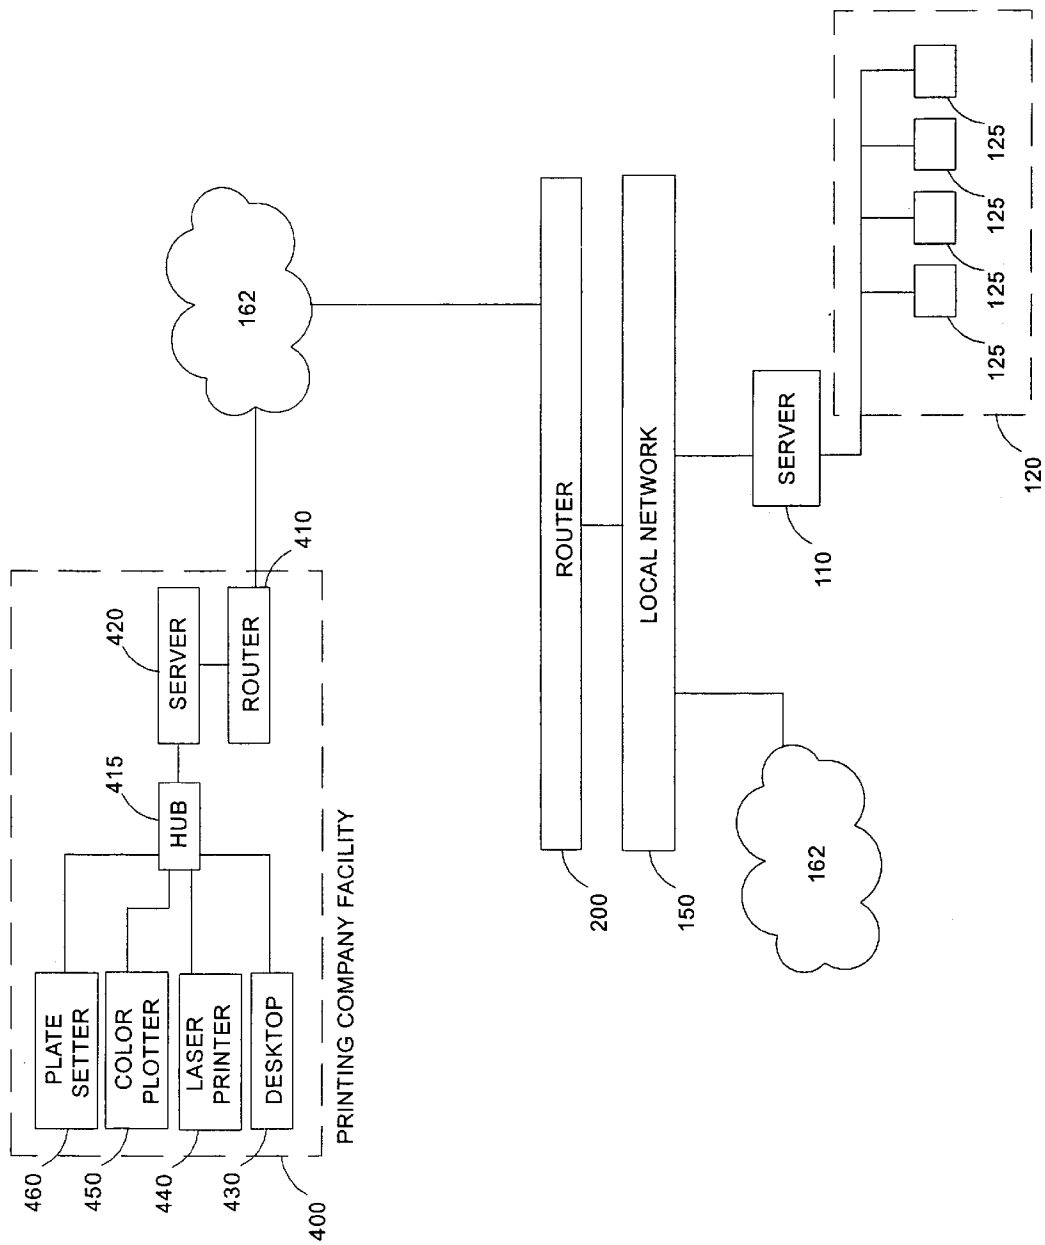 460
PLATE
SETTER
450
COLOR
PLOTTER
440
LASER
PRINTER
430
DESKTOP
400
415
HUB
420
SERVER
410
ROUTER
PRINTING COMPANY FACILITY
162
200
ROUTER
150
LOCAL NETWORK
162
110
SERVER
120
125
125
125
125